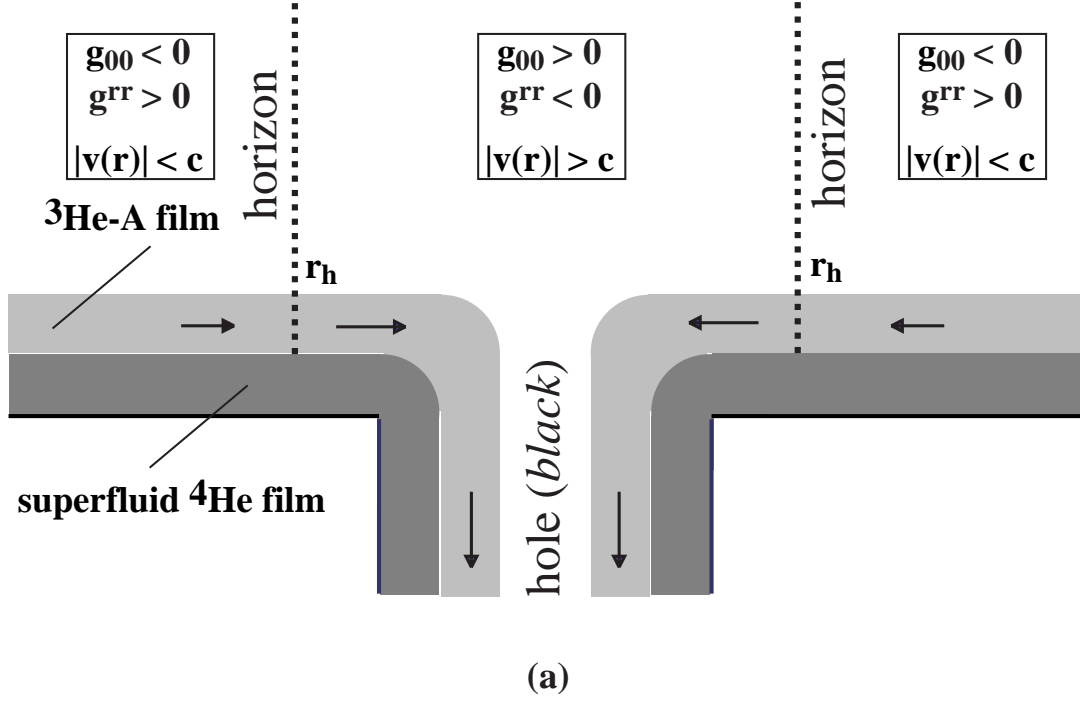 g₀₀ < 0
gʳʳ > 0
|v(r)| < c
horizon
g₀₀ > 0
gʳʳ < 0
|v(r)| > c
horizon
g₀₀ < 0
gʳʳ > 0
|v(r)| < c
³He-A film
rₕ
rₕ
hole (black)
superfluid ⁴He film
(a)